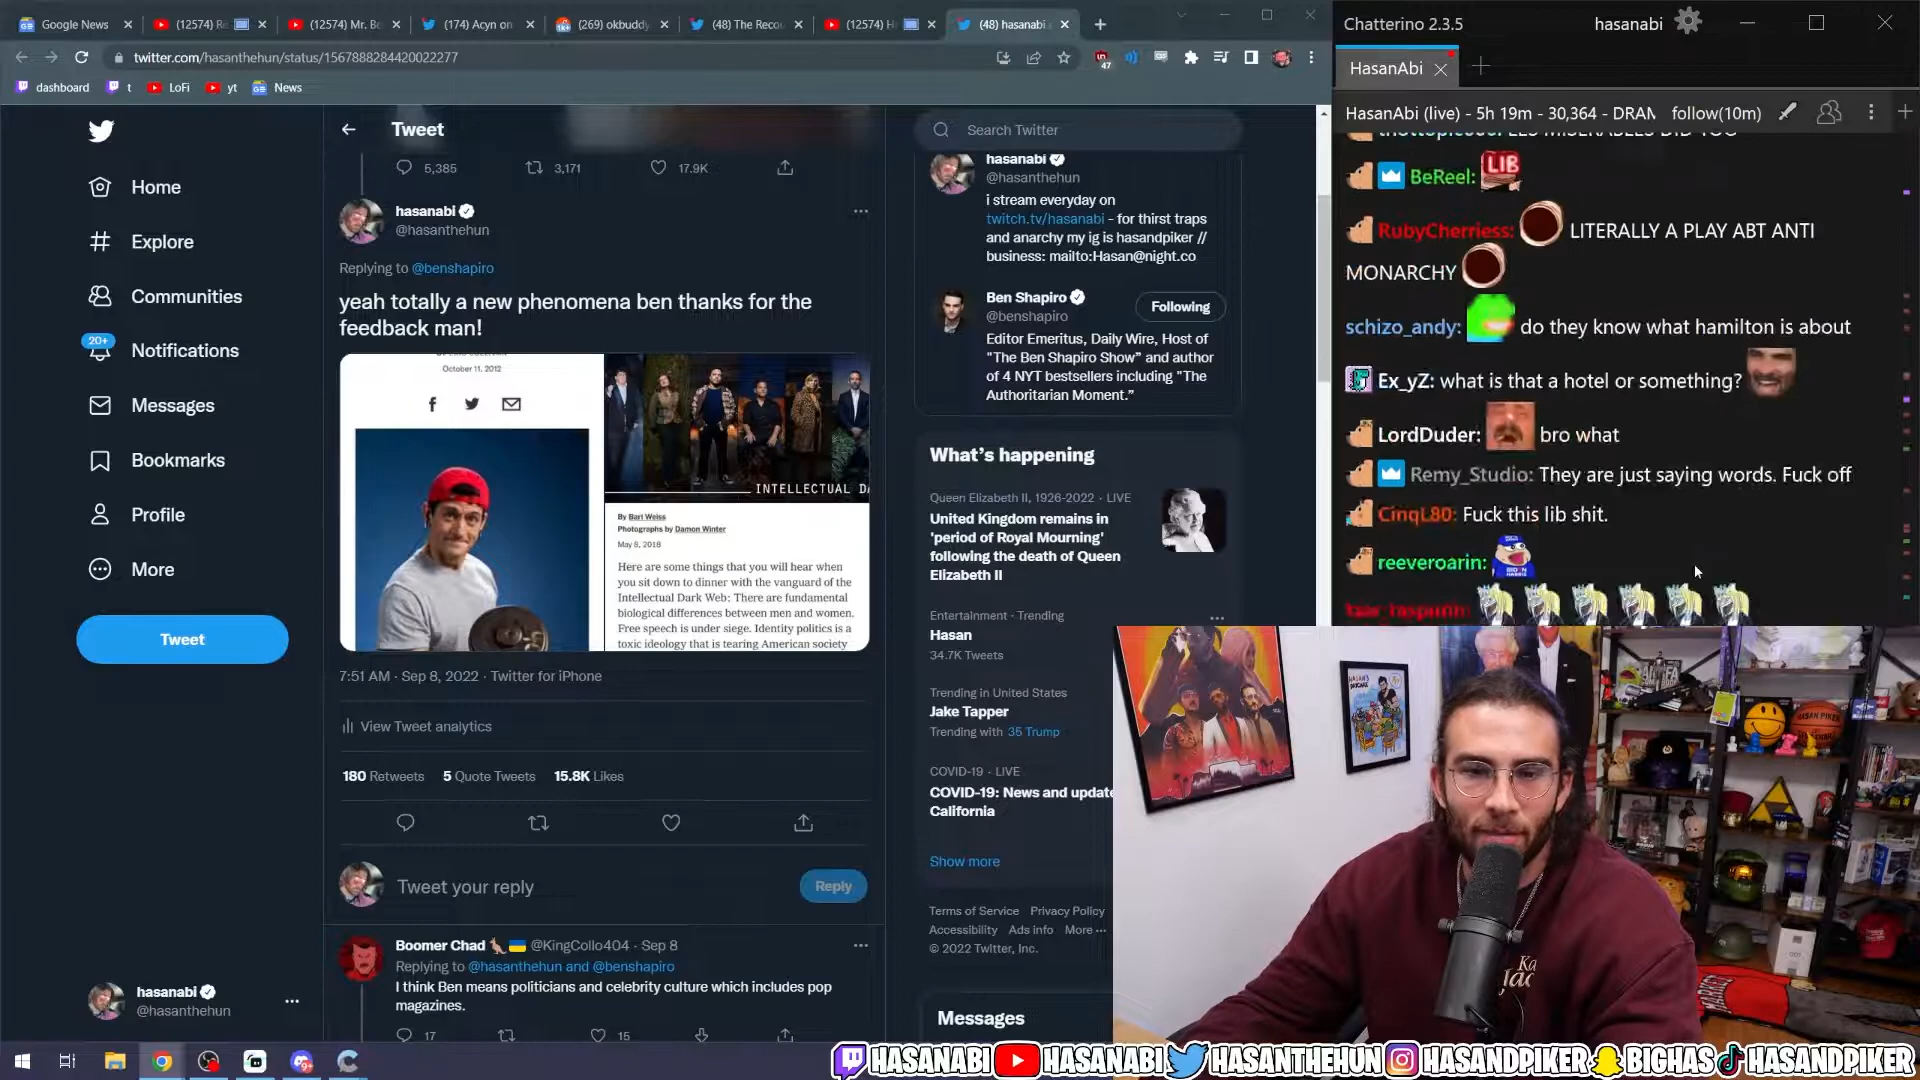 Google News
(12574) R
(12574) Mr. Be
(174) Acyn on
(269) okbuddy
(48) The Recou
(12574) H
(48) hasanabi
twitter.com/hasanthehun/status/1567888284420022277
47
dashboard
t
LoFi
yt
News
Home
Explore
Communities
20+
Notifications
Messages
Bookmarks
Profile
More
Tweet
hasanabi
@hasanthehun
Tweet
5,385
3,171
17.9K
hasanabi
@hasanthehun
Replying to @benshapiro
yeah totally a new phenomena ben thanks for the
feedback man!
October 11, 2012
INTELLECTUAL D
By Bari Weiss
Photographs by Damon Winter
May 8, 2018
Here are some things that you will hear when
you sit down to dinner with the vanguard of the
Intellectual Dark Web: There are fundamental
biological differences between men and women.
Free speech is under siege. Identity politics is a
toxic ideology that is tearing American society
7:51 AM · Sep 8, 2022 · Twitter for iPhone
View Tweet analytics
180 Retweets 5 Quote Tweets 15.8K Likes
Tweet your reply
Reply
Boomer Chad @KingCollo404 · Sep 8
Replying to @hasanthehun and @benshapiro
I think Ben means politicians and celebrity culture which includes pop
magazines.
17
15
Search Twitter
hasanabi
@hasanthehun
i stream everyday on
twitch.tv/hasanabi - for thirst traps
and anarchy my ig is hasandpiker //
business: mailto:Hasan@night.co
Ben Shapiro
@benshapiro
Following
Editor Emeritus, Daily Wire, Host of
"The Ben Shapiro Show" and author
of 4 NYT bestsellers including "The
Authoritarian Moment."
What's happening
Queen Elizabeth II, 1926-2022 · LIVE
United Kingdom remains in
'period of Royal Mourning'
following the death of Queen
Elizabeth II
Entertainment · Trending
Hasan
34.7K Tweets
Trending in United States
Jake Tapper
Trending with 35 Trump
COVID-19 · LIVE
COVID-19: News and update
California
Show more
Terms of Service Privacy Policy
Accessibility Ads info More ···
© 2022 Twitter, Inc.
Messages
Chatterino 2.3.5
hasanabi
HasanAbi
HasanAbi (live) - 5h 19m - 30,364 - DRAM
follow(10m)
LES MISERABLES DID TOO
BeReel: LIB
RubyCherriess: LITERALLY A PLAY ABT ANTI
MONARCHY
schizo_andy: do they know what hamilton is about
Ex_yZ: what is that a hotel or something?
LordDuder: bro what
Remy_Studio: They are just saying words. Fuck off
CinqL80: Fuck this lib shit.
reeveroarin:
HASANABI HASANABI HASANTHEHUN HASANDPIKER BIGHAS HASANDPIKER